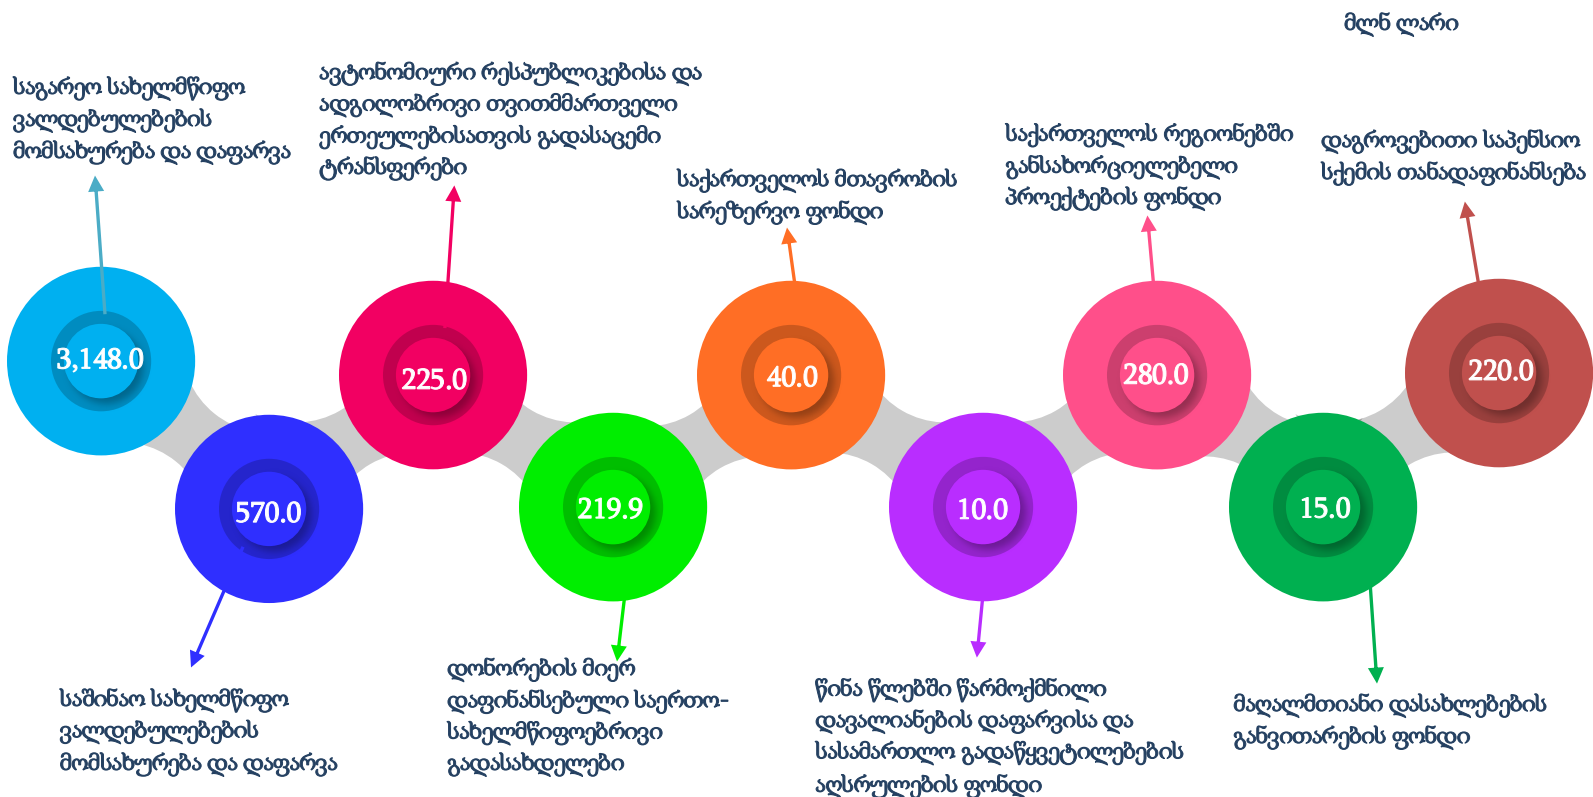 მლნ ლარი
საგარეო სახელმწიფო
ვალდებულებების
მომსახურება და დაფარვა
3,148.0
საშინაო სახელმწიფო
ვალდებულებების
მომსახურება და დაფარვა
570.0
ავტონომიური რესპუბლიკებისა და
ადგილობრივი თვითმმართველი
ერთეულებისათვის გადასაცემი
ტრანსფერები
225.0
დონორების მიერ
დაფინანსებული საერთო-
სახელმწიფოებრივი
გადასახდელები
219.9
საქართველოს მთავრობის
სარეზერვო ფონდი
40.0
წინა წლებში წარმოქმნილი
დავალიანების დაფარვისა და
სასამართლო გადაწყვეტილებების
აღსრულების ფონდი
10.0
საქართველოს რეგიონებში
განსახორციელებელი
პროექტების ფონდი
280.0
მაღალმთიანი დასახლებების
განვითარების ფონდი
15.0
დაგროვებითი საპენსიო
სქემის თანადაფინანსება
220.0